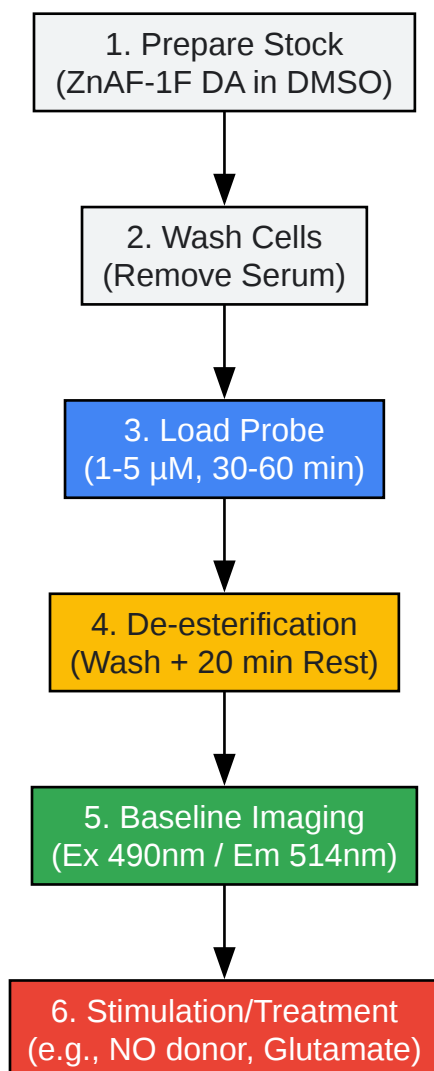 1. Prepare Stock
(ZnAF-1F DA in DMSO)
2. Wash Cells
(Remove Serum)
3. Load Probe
(1-5 µM, 30-60 min)
4. De-esterification
(Wash + 20 min Rest)
5. Baseline Imaging
(Ex 490nm / Em 514nm)
6. Stimulation/Treatment
(e.g., NO donor, Glutamate)